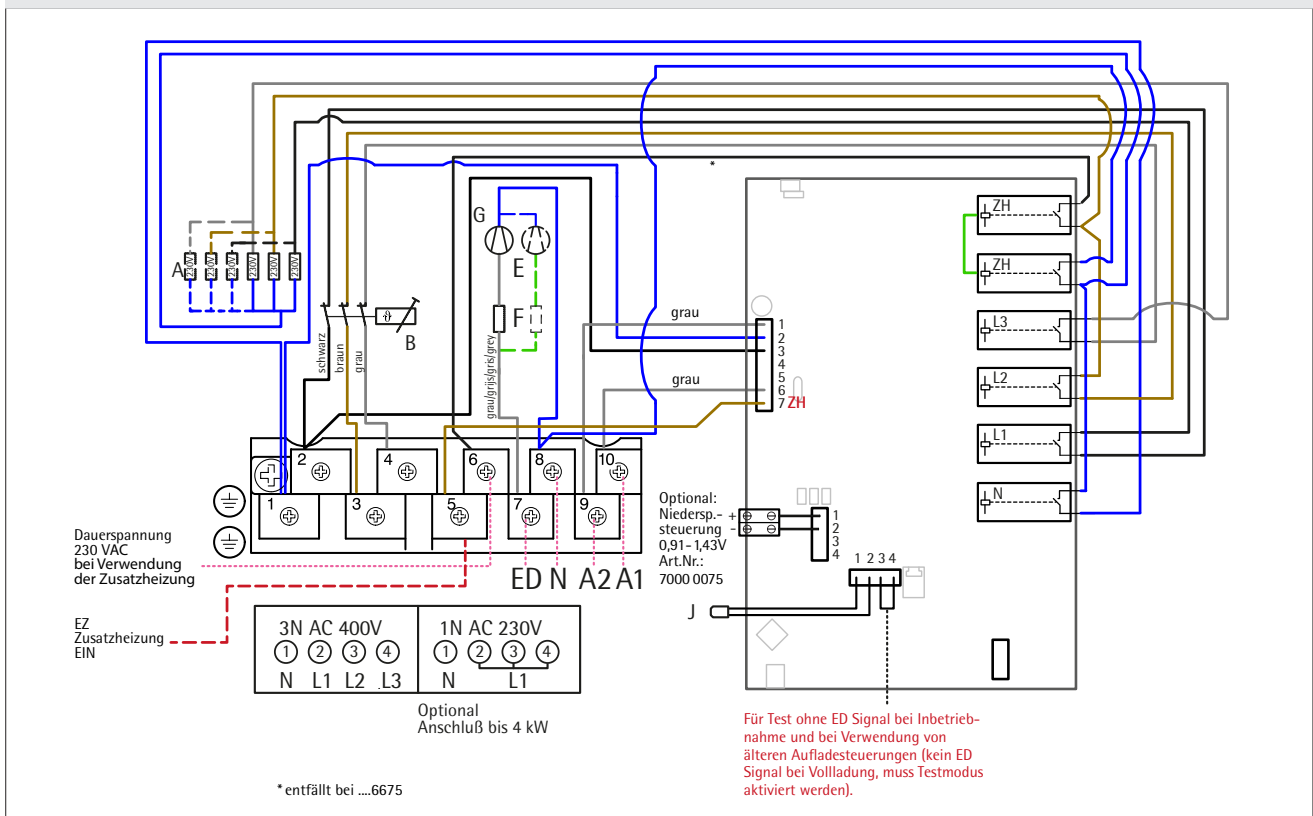 *
ZH
ZH
L3
L2
L1
N
G
E
F
A
230V
230V
230V
230V
230V
230V
ϑ
B
schwarz
braun
grau
grau/grijs/gris/grey
grau
grau
1
2
3
4
5
6
7 ZH
2
4
6
8
10
1
3
5
7
9
Dauerspannung
230 VAC
bei Verwendung
der Zusatzheizung
ED N A2 A1
EZ
Zusatzheizung
EIN
Optional:
Niedersp.-
steuerung
0,91-1,43V
Art.Nr.:
7000 0075
+
-
1
2
3
4
1 2 3 4
J
3N AC 400V
1 2 3 4
N L1 L2 .L3
1N AC 230V
1 2 3 4
N L1
Optional
Anschluß bis 4 kW
Für Test ohne ED Signal bei Inbetrieb-
nahme und bei Verwendung von
älteren Aufladesteuerungen (kein ED
Signal bei Vollladung, muss Testmodus
aktiviert werden).
* entfällt bei ....6675